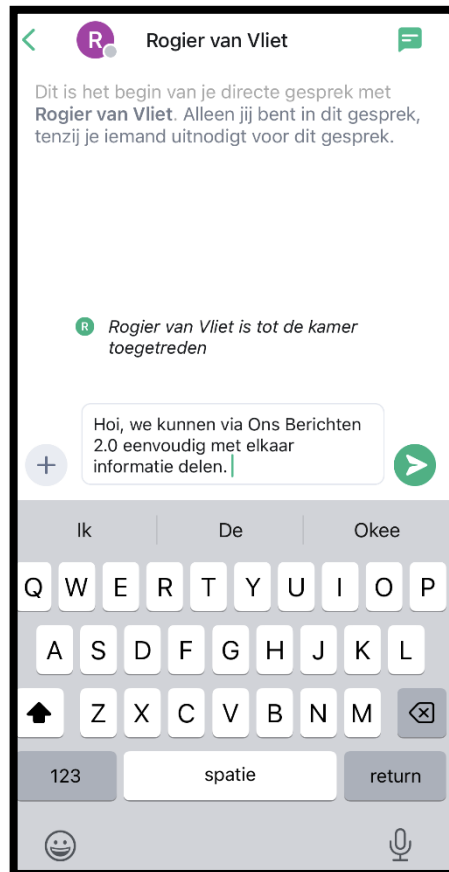 R
Rogier van Vliet
Dit is het begin van je directe gesprek met
Rogier van Vliet. Alleen jij bent in dit gesprek,
tenzij je iemand uitnodigt voor dit gesprek.
R
Rogier van Vliet is tot de kamer
toegetreden
Hoi, we kunnen via Ons Berichten
2.0 eenvoudig met elkaar
informatie delen.
Ik De Okee
Q W E R T Y U I O P
A S D F G H J K L
Z X C V B N M
123 spatie return